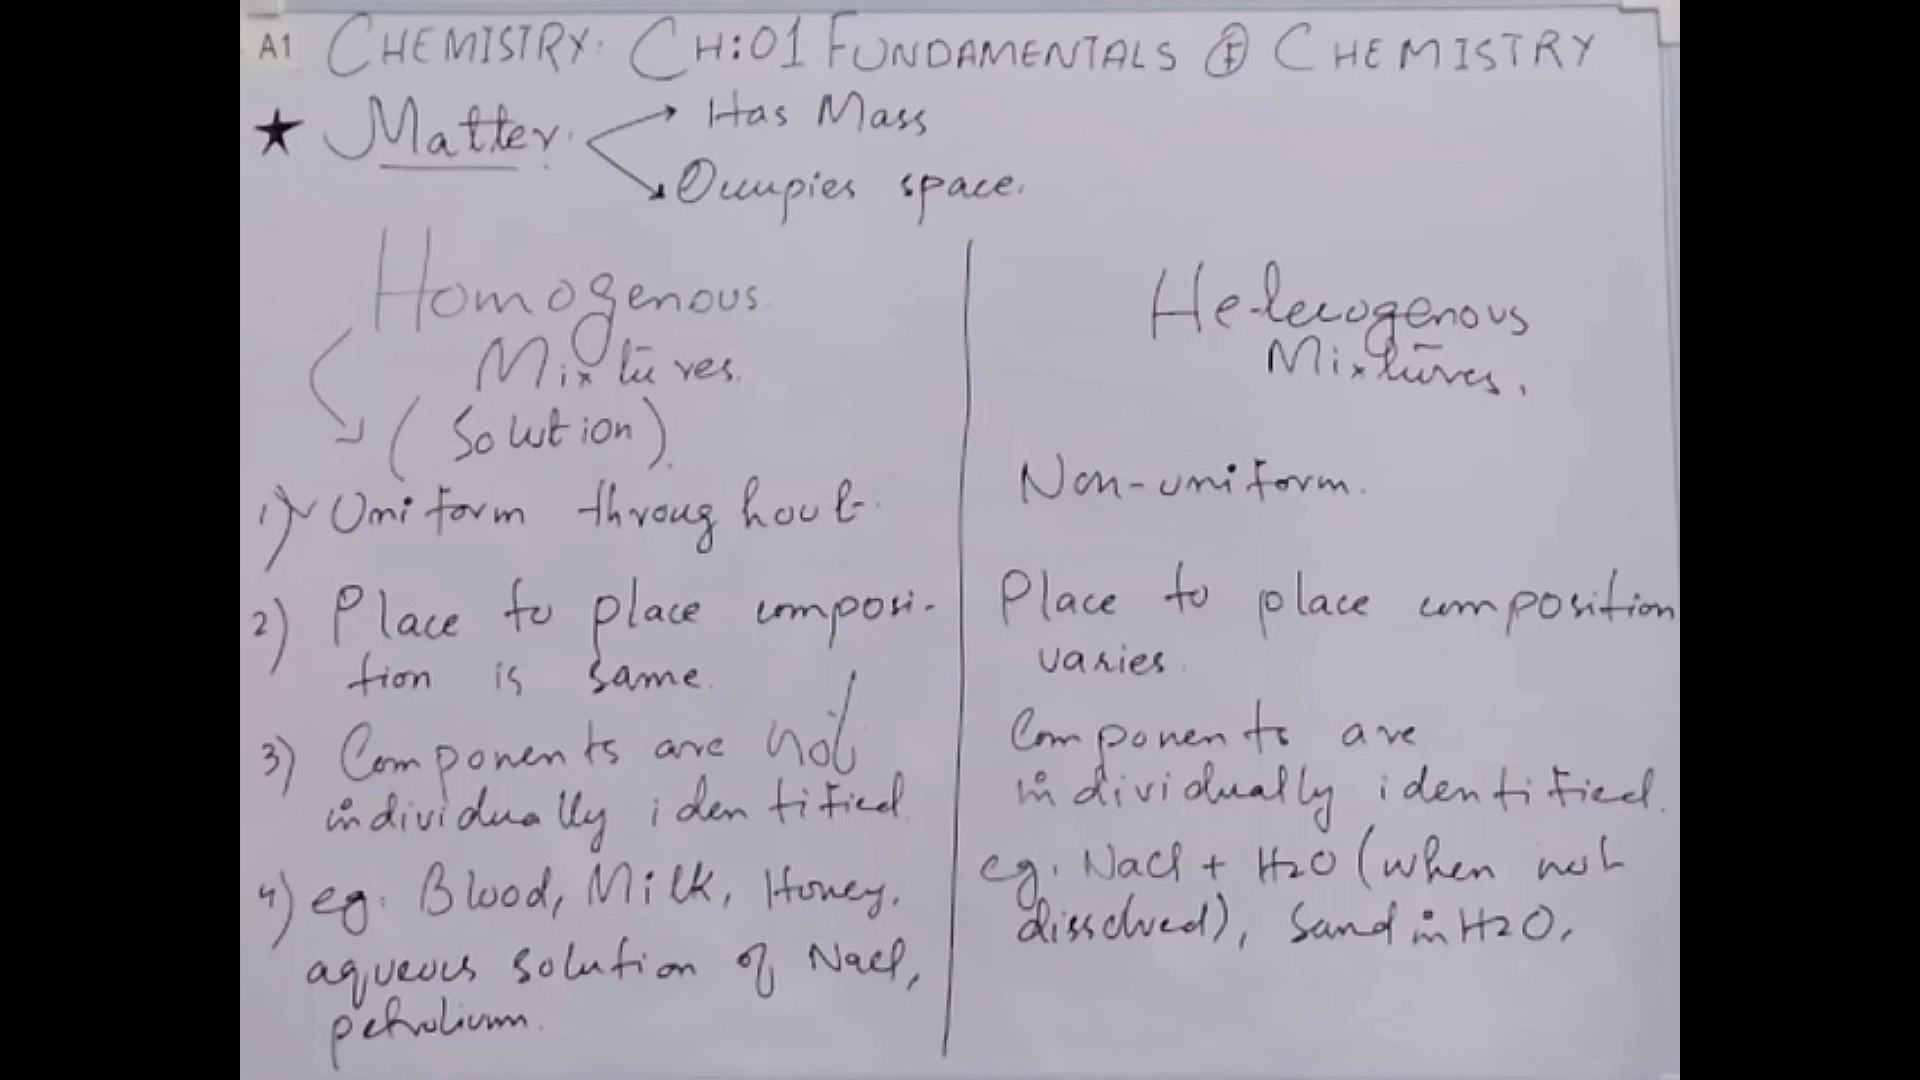 A1 CHEMISTRY: CH:01 FUNDAMENTALS OF CHEMISTRY
★ Matter. → Has Mass
→ Occupies space.
Homogenous
Mixtures.
(Solution).
1) Uniform throughout.
2) Place to place composi-
tion is same.
3) Components are not
individually identified.
4) eg: Blood, Milk, Honey,
aqueous solution of NaCl,
petrolium.
Heterogenous
Mixtures.
Non-uniform.
Place to place composition
varies.
Components are
individually identified.
eg. NaCl + H2O (when not
dissolved), Sand in H2O,